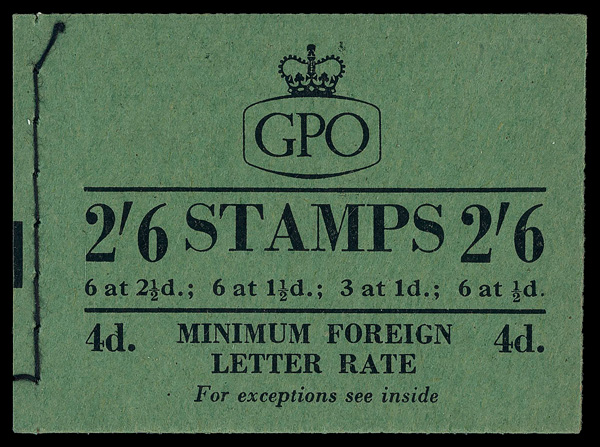 GPO
2'6 STAMPS 2'6
6 at 2½d.; 6 at 1½d.; 3 at 1d.; 6 at ½d.
4d. MINIMUM FOREIGN 4d.
LETTER RATE
For exceptions see inside